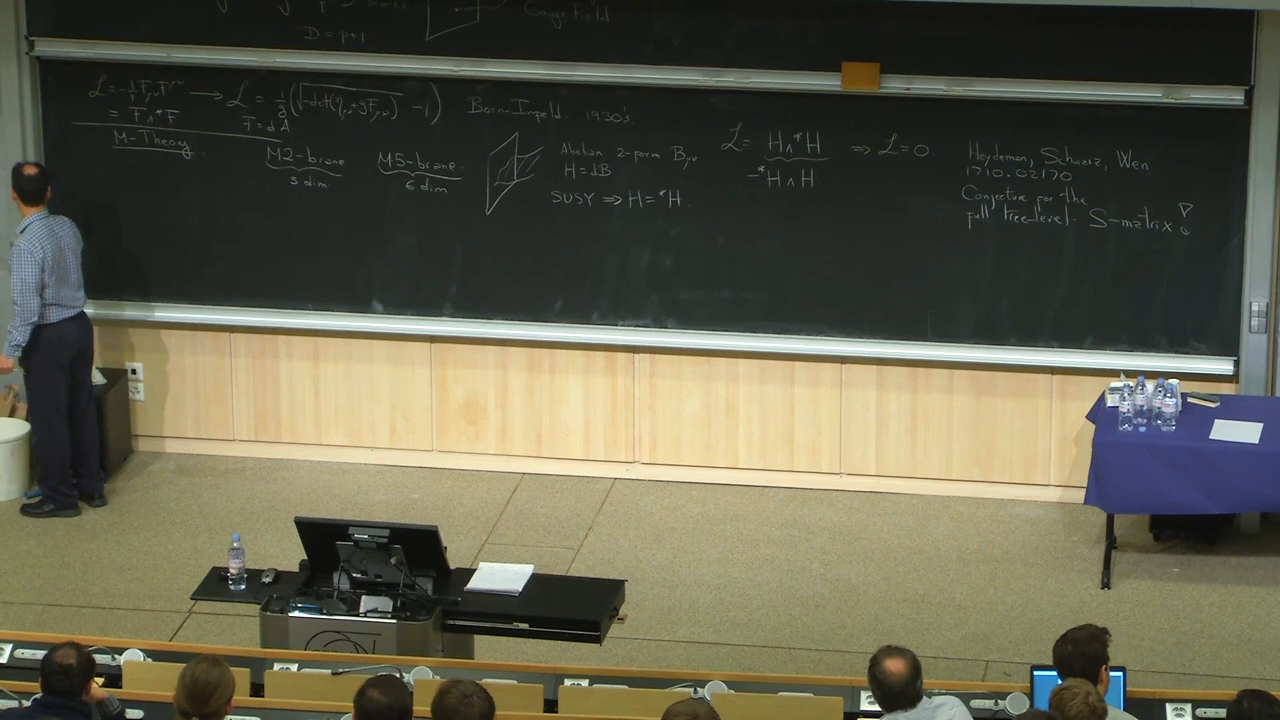 D = p+1
Gauge Field
ℒ = -¼ F_μν F^μν → ℒ = 1/g (√-det(η_μν + gF_μν) - 1)
= F∧*F
F = dA
Born-Infeld. 1930's.
M-Theory
M2-brane
3 dim
M5-brane
6 dim
Abelian 2-form B_μν
H = dB
SUSY ⇒ H = *H.
ℒ = H∧*H ⇒ ℒ = 0
-*H∧H
Heydeman, Schwarz, Wen
1710.02170
Conjecture for the
full tree-level S-matrix!